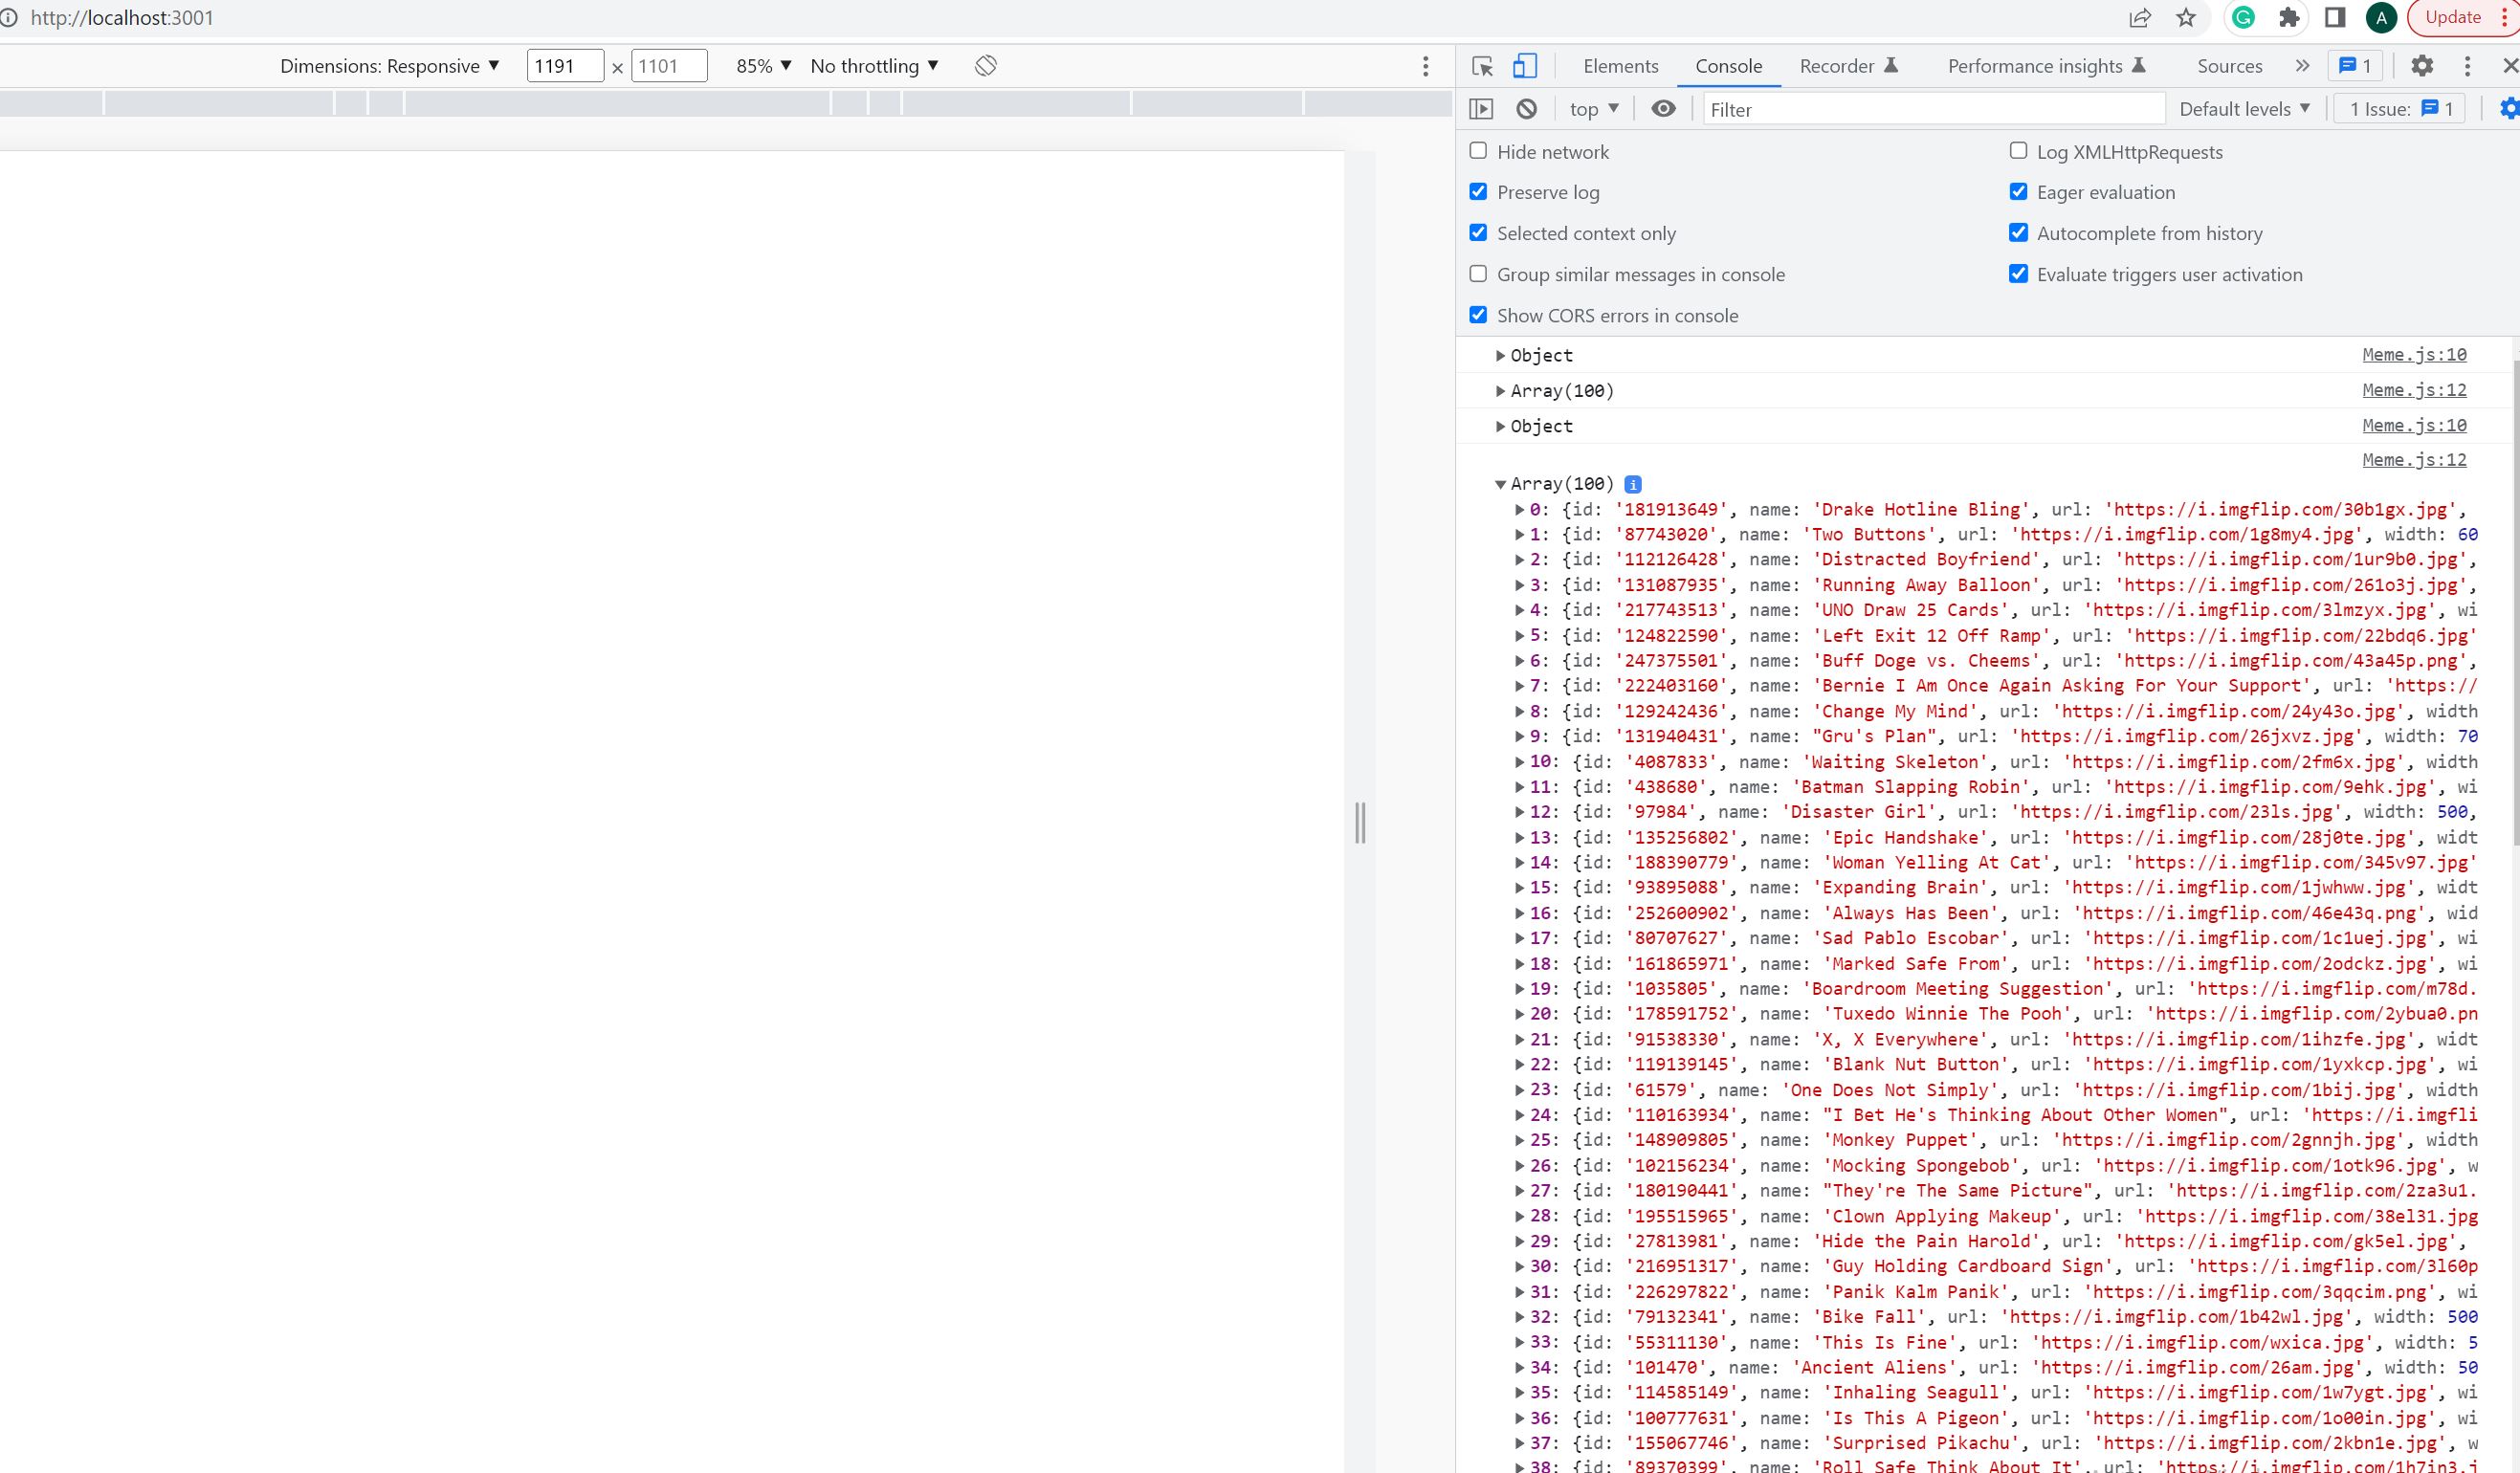 http://localhost:3001
A
Update
Dimensions: Responsive ▼ 1191 × 1101 85% ▼ No throttling ▼
Elements Console Recorder Performance insights Sources » 1
top ▼ Filter Default levels ▼ 1 Issue: 1
Hide network Log XMLHttpRequests
Preserve log Eager evaluation
Selected context only Autocomplete from history
Group similar messages in console Evaluate triggers user activation
Show CORS errors in console
Object Meme.js:10
Array(100) Meme.js:12
Object Meme.js:10
Meme.js:12
Array(100) i
0: {id: '181913649', name: 'Drake Hotline Bling', url: 'https://i.imgflip.com/30b1gx.jpg',
1: {id: '87743020', name: 'Two Buttons', url: 'https://i.imgflip.com/1g8my4.jpg', width: 60
2: {id: '112126428', name: 'Distracted Boyfriend', url: 'https://i.imgflip.com/1ur9b0.jpg',
3: {id: '131087935', name: 'Running Away Balloon', url: 'https://i.imgflip.com/261o3j.jpg',
4: {id: '217743513', name: 'UNO Draw 25 Cards', url: 'https://i.imgflip.com/3lmzyx.jpg', wi
5: {id: '124822590', name: 'Left Exit 12 Off Ramp', url: 'https://i.imgflip.com/22bdq6.jpg'
6: {id: '247375501', name: 'Buff Doge vs. Cheems', url: 'https://i.imgflip.com/43a45p.png',
7: {id: '222403160', name: 'Bernie I Am Once Again Asking For Your Support', url: 'https://
8: {id: '129242436', name: 'Change My Mind', url: 'https://i.imgflip.com/24y43o.jpg', width
9: {id: '131940431', name: "Gru's Plan", url: 'https://i.imgflip.com/26jxvz.jpg', width: 70
10: {id: '4087833', name: 'Waiting Skeleton', url: 'https://i.imgflip.com/2fm6x.jpg', width
11: {id: '438680', name: 'Batman Slapping Robin', url: 'https://i.imgflip.com/9ehk.jpg', wi
12: {id: '97984', name: 'Disaster Girl', url: 'https://i.imgflip.com/23ls.jpg', width: 500,
13: {id: '135256802', name: 'Epic Handshake', url: 'https://i.imgflip.com/28j0te.jpg', widt
14: {id: '188390779', name: 'Woman Yelling At Cat', url: 'https://i.imgflip.com/345v97.jpg'
15: {id: '93895088', name: 'Expanding Brain', url: 'https://i.imgflip.com/1jwhww.jpg', widt
16: {id: '252600902', name: 'Always Has Been', url: 'https://i.imgflip.com/46e43q.png', wid
17: {id: '80707627', name: 'Sad Pablo Escobar', url: 'https://i.imgflip.com/1c1uej.jpg', wi
18: {id: '161865971', name: 'Marked Safe From', url: 'https://i.imgflip.com/2odckz.jpg', wi
19: {id: '1035805', name: 'Boardroom Meeting Suggestion', url: 'https://i.imgflip.com/m78d.
20: {id: '178591752', name: 'Tuxedo Winnie The Pooh', url: 'https://i.imgflip.com/2ybua0.pn
21: {id: '91538330', name: 'X, X Everywhere', url: 'https://i.imgflip.com/1ihzfe.jpg', widt
22: {id: '119139145', name: 'Blank Nut Button', url: 'https://i.imgflip.com/1yxkcp.jpg', wi
23: {id: '61579', name: 'One Does Not Simply', url: 'https://i.imgflip.com/1bij.jpg', width
24: {id: '110163934', name: "I Bet He's Thinking About Other Women", url: 'https://i.imgfli
25: {id: '148909805', name: 'Monkey Puppet', url: 'https://i.imgflip.com/2gnnjh.jpg', width
26: {id: '102156234', name: 'Mocking Spongebob', url: 'https://i.imgflip.com/1otk96.jpg', w
27: {id: '180190441', name: "They're The Same Picture", url: 'https://i.imgflip.com/2za3u1.
28: {id: '195515965', name: 'Clown Applying Makeup', url: 'https://i.imgflip.com/38el31.jpg
29: {id: '27813981', name: 'Hide the Pain Harold', url: 'https://i.imgflip.com/gk5el.jpg',
30: {id: '216951317', name: 'Guy Holding Cardboard Sign', url: 'https://i.imgflip.com/3l60p
31: {id: '226297822', name: 'Panik Kalm Panik', url: 'https://i.imgflip.com/3qqcim.png', wi
32: {id: '79132341', name: 'Bike Fall', url: 'https://i.imgflip.com/1b42wl.jpg', width: 500
33: {id: '55311130', name: 'This Is Fine', url: 'https://i.imgflip.com/wxica.jpg', width: 5
34: {id: '101470', name: 'Ancient Aliens', url: 'https://i.imgflip.com/26am.jpg', width: 50
35: {id: '114585149', name: 'Inhaling Seagull', url: 'https://i.imgflip.com/1w7ygt.jpg', wi
36: {id: '100777631', name: 'Is This A Pigeon', url: 'https://i.imgflip.com/1o00in.jpg', wi
37: {id: '155067746', name: 'Surprised Pikachu', url: 'https://i.imgflip.com/2kbn1e.jpg', w
38: {id: '89370399', name: 'Roll Safe Think About It', url: 'https://i.imgflip.com/1h7in3.j